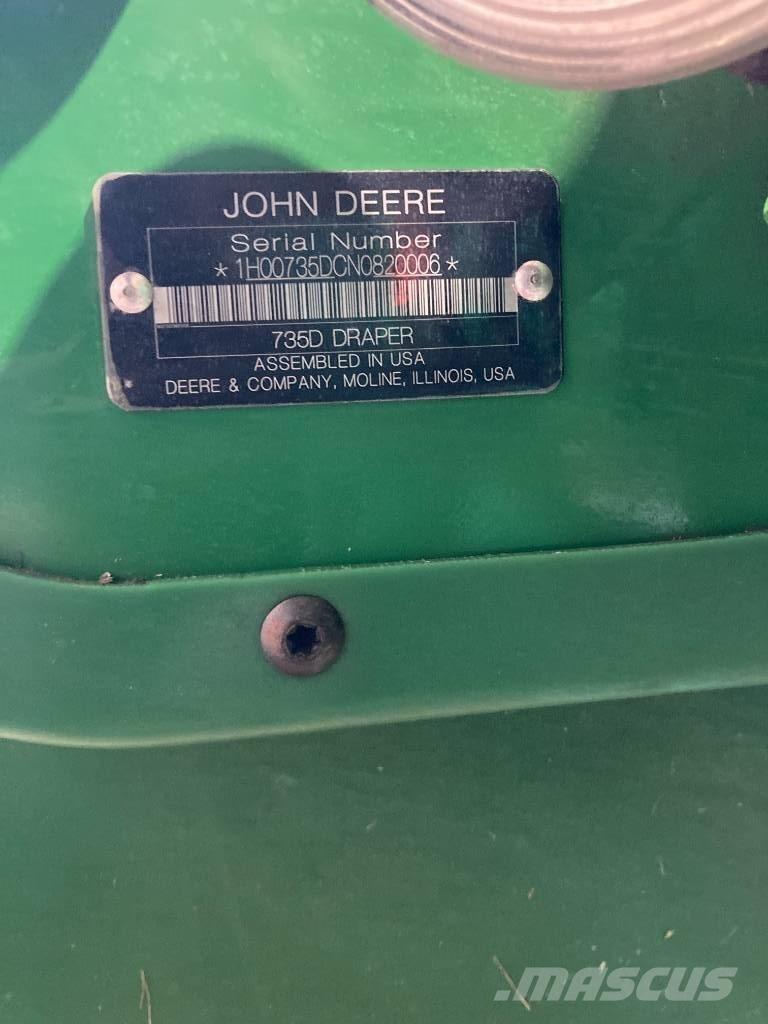 JOHN DEERE
Serial Number
*1H00735DCN0820006*
735D DRAPER
ASSEMBLED IN USA
DEERE & COMPANY, MOLINE, ILLINOIS, USA
MASCUS